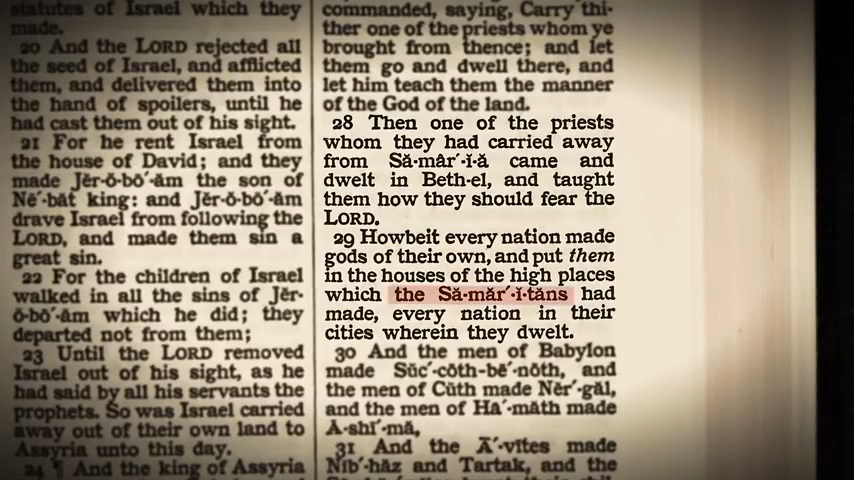 statutes of Israel which they
made.
20 And the LORD rejected all
the seed of Israel, and afflicted
them, and delivered them into
the hand of spoilers, until he
had cast them out of his sight.
21 For he rent Israel from
the house of David; and they
made Jĕr·ŏ·bō´·ăm the son of
Nē´·băt king: and Jĕr·ŏ·bō´·ăm
drave Israel from following the
LORD, and made them sin a
great sin.
22 For the children of Israel
walked in all the sins of Jĕr·
ŏ·bō´·ăm which he did; they
departed not from them;
23 Until the LORD removed
Israel out of his sight, as he
had said by all his servants the
prophets. So was Israel carried
away out of their own land to
Assyria unto this day.
24 ¶ And the king of Assyria
commanded, saying, Carry thi-
ther one of the priests whom ye
brought from thence; and let
them go and dwell there, and
let him teach them the manner
of the God of the land.
28 Then one of the priests
whom they had carried away
from Să·mâr´·ĭ·ă came and
dwelt in Beth-el, and taught
them how they should fear the
LORD.
29 Howbeit every nation made
gods of their own, and put them
in the houses of the high places
which the Să·măr´·ĭ·tăns had
made, every nation in their
cities wherein they dwelt.
30 And the men of Babylon
made Sŭc´·cōth-bē´·nōth, and
the men of Cŭth made Nĕr´·găl,
and the men of Hā´·măth made
Ă·shī´·mă,
31 And the Ā´·vītes made
Nĭb´·hăz and Tartak, and the